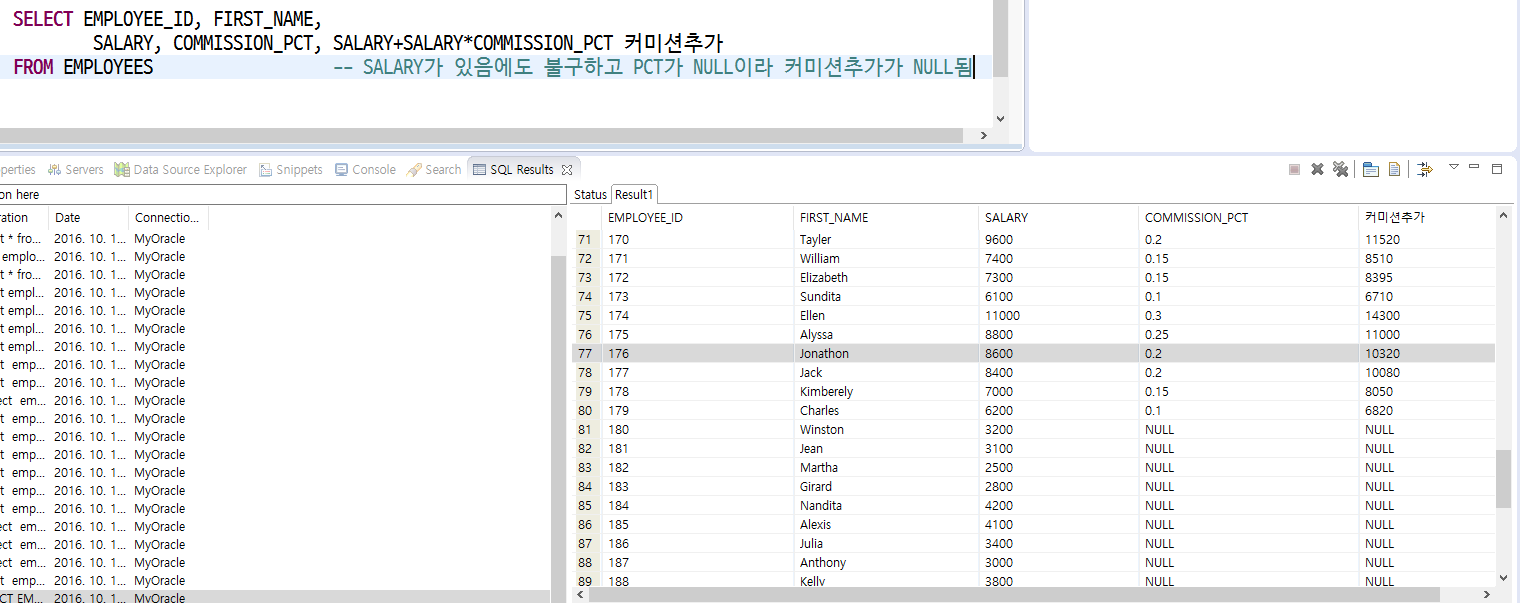 SELECT EMPLOYEE_ID, FIRST_NAME,
SALARY, COMMISSION_PCT, SALARY+SALARY*COMMISSION_PCT 커미션추가
FROM EMPLOYEES -- SALARY가 있음에도 불구하고 PCT가 NULL이라 커미션추가가 NULL됨
perties Servers Data Source Explorer Snippets Console Search SQL Results
on here
ration Date Connectio...
t * fro... 2016. 10. 1... MyOracle
emplo... 2016. 10. 1... MyOracle
t * fro... 2016. 10. 1... MyOracle
t empl... 2016. 10. 1... MyOracle
t empl... 2016. 10. 1... MyOracle
t empl... 2016. 10. 1... MyOracle
t empl... 2016. 10. 1... MyOracle
t emp... 2016. 10. 1... MyOracle
t emp... 2016. 10. 1... MyOracle
ct em... 2016. 10. 1... MyOracle
t emp... 2016. 10. 1... MyOracle
t emp... 2016. 10. 1... MyOracle
t emp... 2016. 10. 1... MyOracle
t emp... 2016. 10. 1... MyOracle
t emp... 2016. 10. 1... MyOracle
ect em... 2016. 10. 1... MyOracle
ect em... 2016. 10. 1... MyOracle
ect em... 2016. 10. 1... MyOracle
t emp... 2016. 10. 1... MyOracle
CT EM... 2016. 10. 1... MyOracle
Status Result1
EMPLOYEE_ID FIRST_NAME SALARY COMMISSION_PCT 커미션추가
71 170 Tayler 9600 0.2 11520
72 171 William 7400 0.15 8510
73 172 Elizabeth 7300 0.15 8395
74 173 Sundita 6100 0.1 6710
75 174 Ellen 11000 0.3 14300
76 175 Alyssa 8800 0.25 11000
77 176 Jonathon 8600 0.2 10320
78 177 Jack 8400 0.2 10080
79 178 Kimberely 7000 0.15 8050
80 179 Charles 6200 0.1 6820
81 180 Winston 3200 NULL NULL
82 181 Jean 3100 NULL NULL
83 182 Martha 2500 NULL NULL
84 183 Girard 2800 NULL NULL
85 184 Nandita 4200 NULL NULL
86 185 Alexis 4100 NULL NULL
87 186 Julia 3400 NULL NULL
88 187 Anthony 3000 NULL NULL
89 188 Kelly 3800 NULL NULL